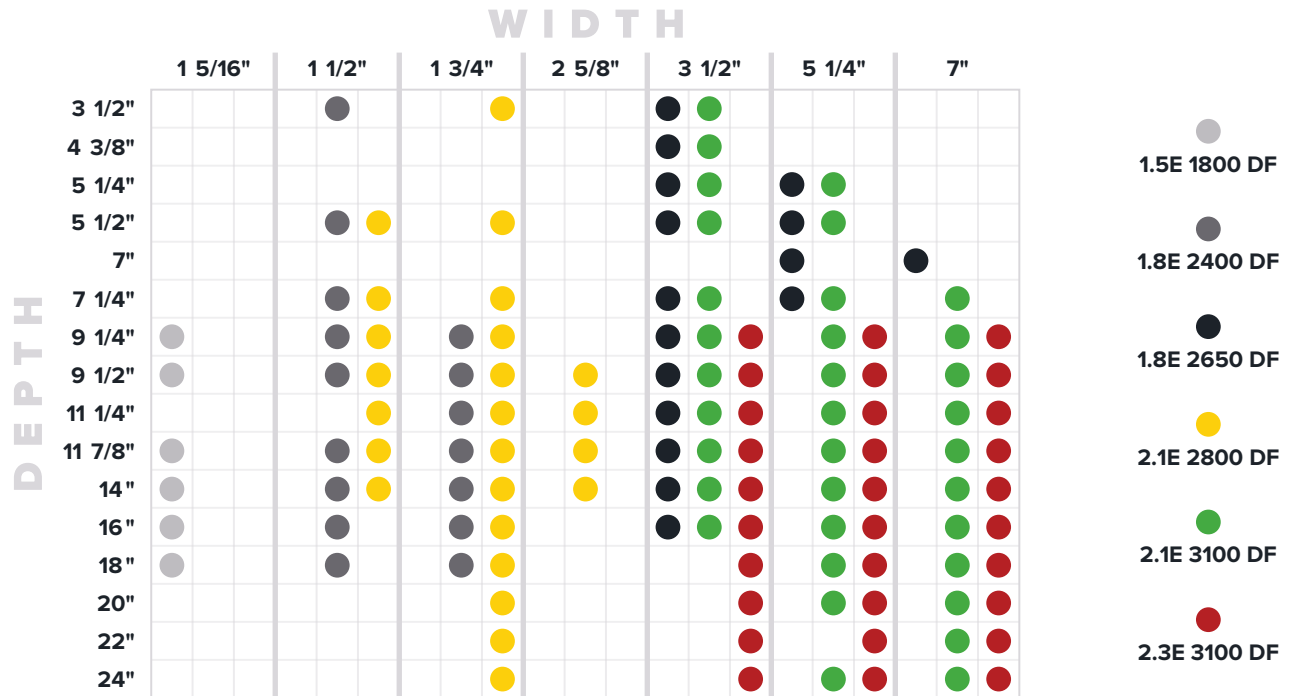 WIDTH
1 5/16" 1 1/2" 1 3/4" 2 5/8" 3 1/2" 5 1/4" 7"
DEPTH
3 1/2"
4 3/8"
5 1/4"
5 1/2"
7"
7 1/4"
9 1/4"
9 1/2"
11 1/4"
11 7/8"
14"
16"
18"
20"
22"
24"
1.5E 1800 DF
1.8E 2400 DF
1.8E 2650 DF
2.1E 2800 DF
2.1E 3100 DF
2.3E 3100 DF